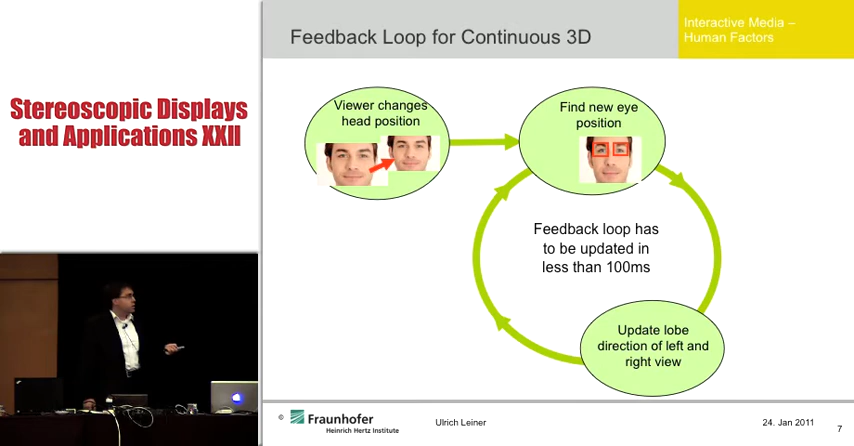 Stereoscopic Displays
and Applications XXII
Feedback Loop for Continuous 3D
Interactive Media –
Human Factors
Viewer changes
head position
Find new eye
position
Feedback loop has
to be updated in
less than 100ms
Update lobe
direction of left and
right view
©
Fraunhofer
Heinrich Hertz Institute
Ulrich Leiner
24. Jan 2011
7